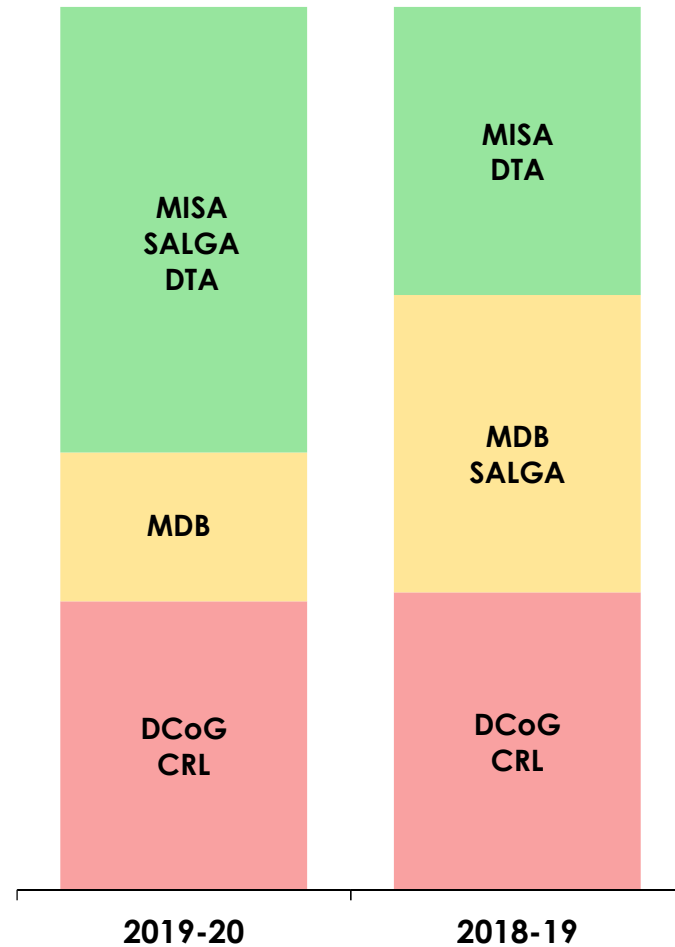 MISA
SALGA
DTA
MDB
DCoG
CRL
2019-20
MISA
DTA
MDB
SALGA
DCoG
CRL
2018-19